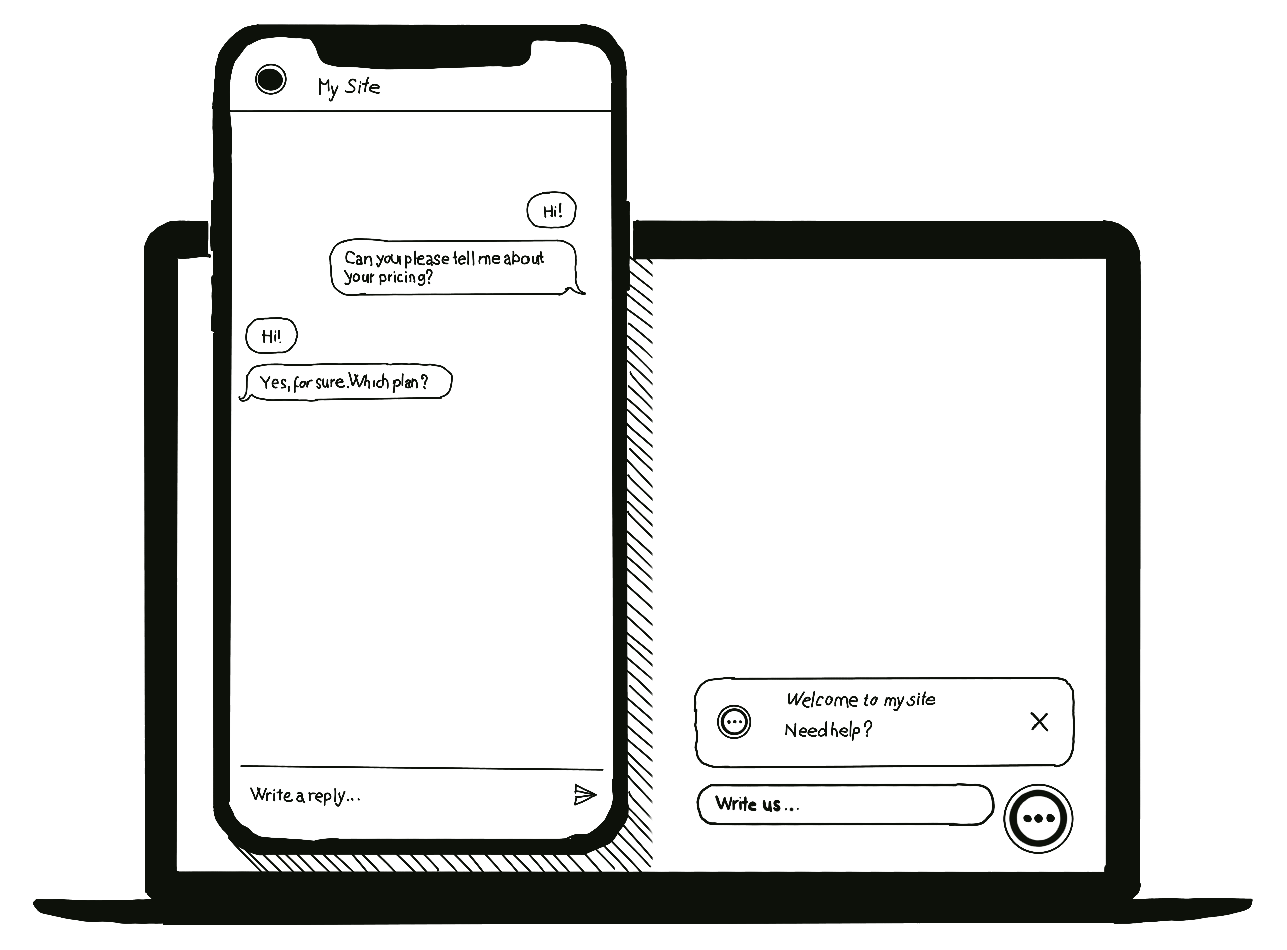 My Site
Hi!
Can you please tell me about
your pricing?
Hi!
Yes, for sure. Which plan?
Write a reply...
Welcome to my site
Need help?
Write us...